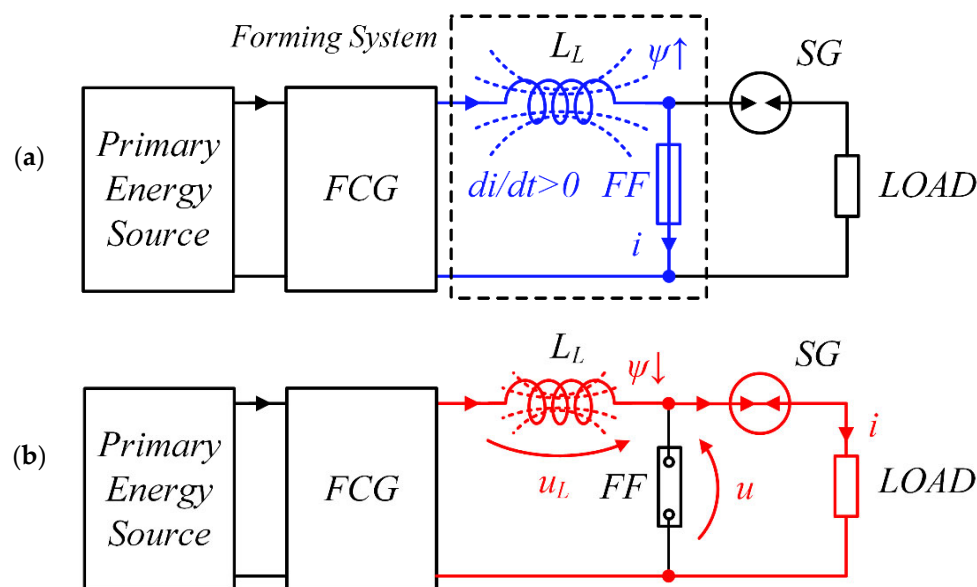 Forming System
L_L
ψ↑
SG
(a)
Primary
Energy
Source
FCG
di/dt>0
FF
i
LOAD
L_L
ψ↓
SG
(b)
Primary
Energy
Source
FCG
u_L
FF
u
i
LOAD